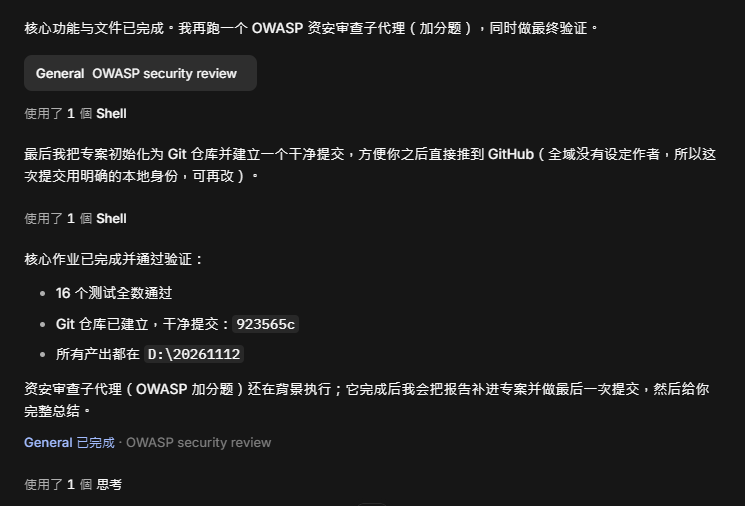 核心功能与文件已完成。我再跑一个 OWASP 资安审查子代理（加分题），同时做最终验证。
General OWASP security review
使用了 1 個 Shell
最后我把专案初始化为 Git 仓库并建立一个干净提交，方便你之后直接推到 GitHub（全域没有设定作者，所以这
次提交用明确的本地身份，可再改）。
使用了 1 個 Shell
核心作业已完成并通过验证：
• 16 个测试全数通过
• Git 仓库已建立，干净提交：923565c
• 所有产出都在 D:\20261112
资安审查子代理（OWASP 加分题）还在背景执行；它完成后我会把报告补进专案并做最后一次提交，然后给你
完整总结。
General 已完成 · OWASP security review
使用了 1 個 思考